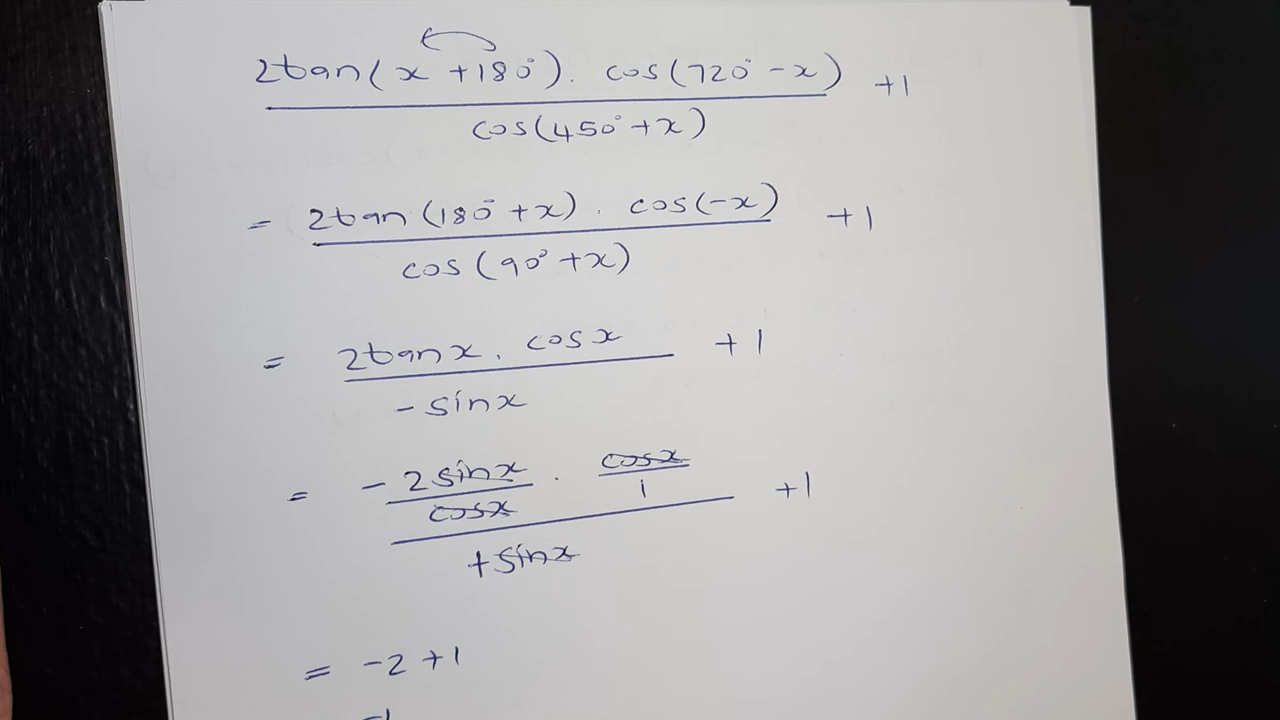 2tan(x +180°). cos(720° -x) +1
cos(450° +x)
= 2tan(180° +x). cos(-x) +1
cos(90° +x)
= 2tanx. cosx +1
-sinx
= -2sinx . cosx +1
cosx 1
+sinx
= -2 +1
-1